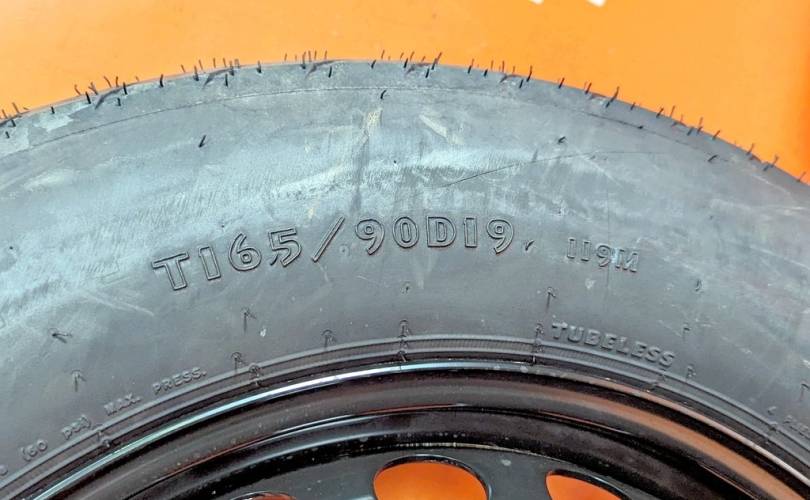 T165/90D19 119M
TUBELESS
(60 PSI) MAX. PRESS.